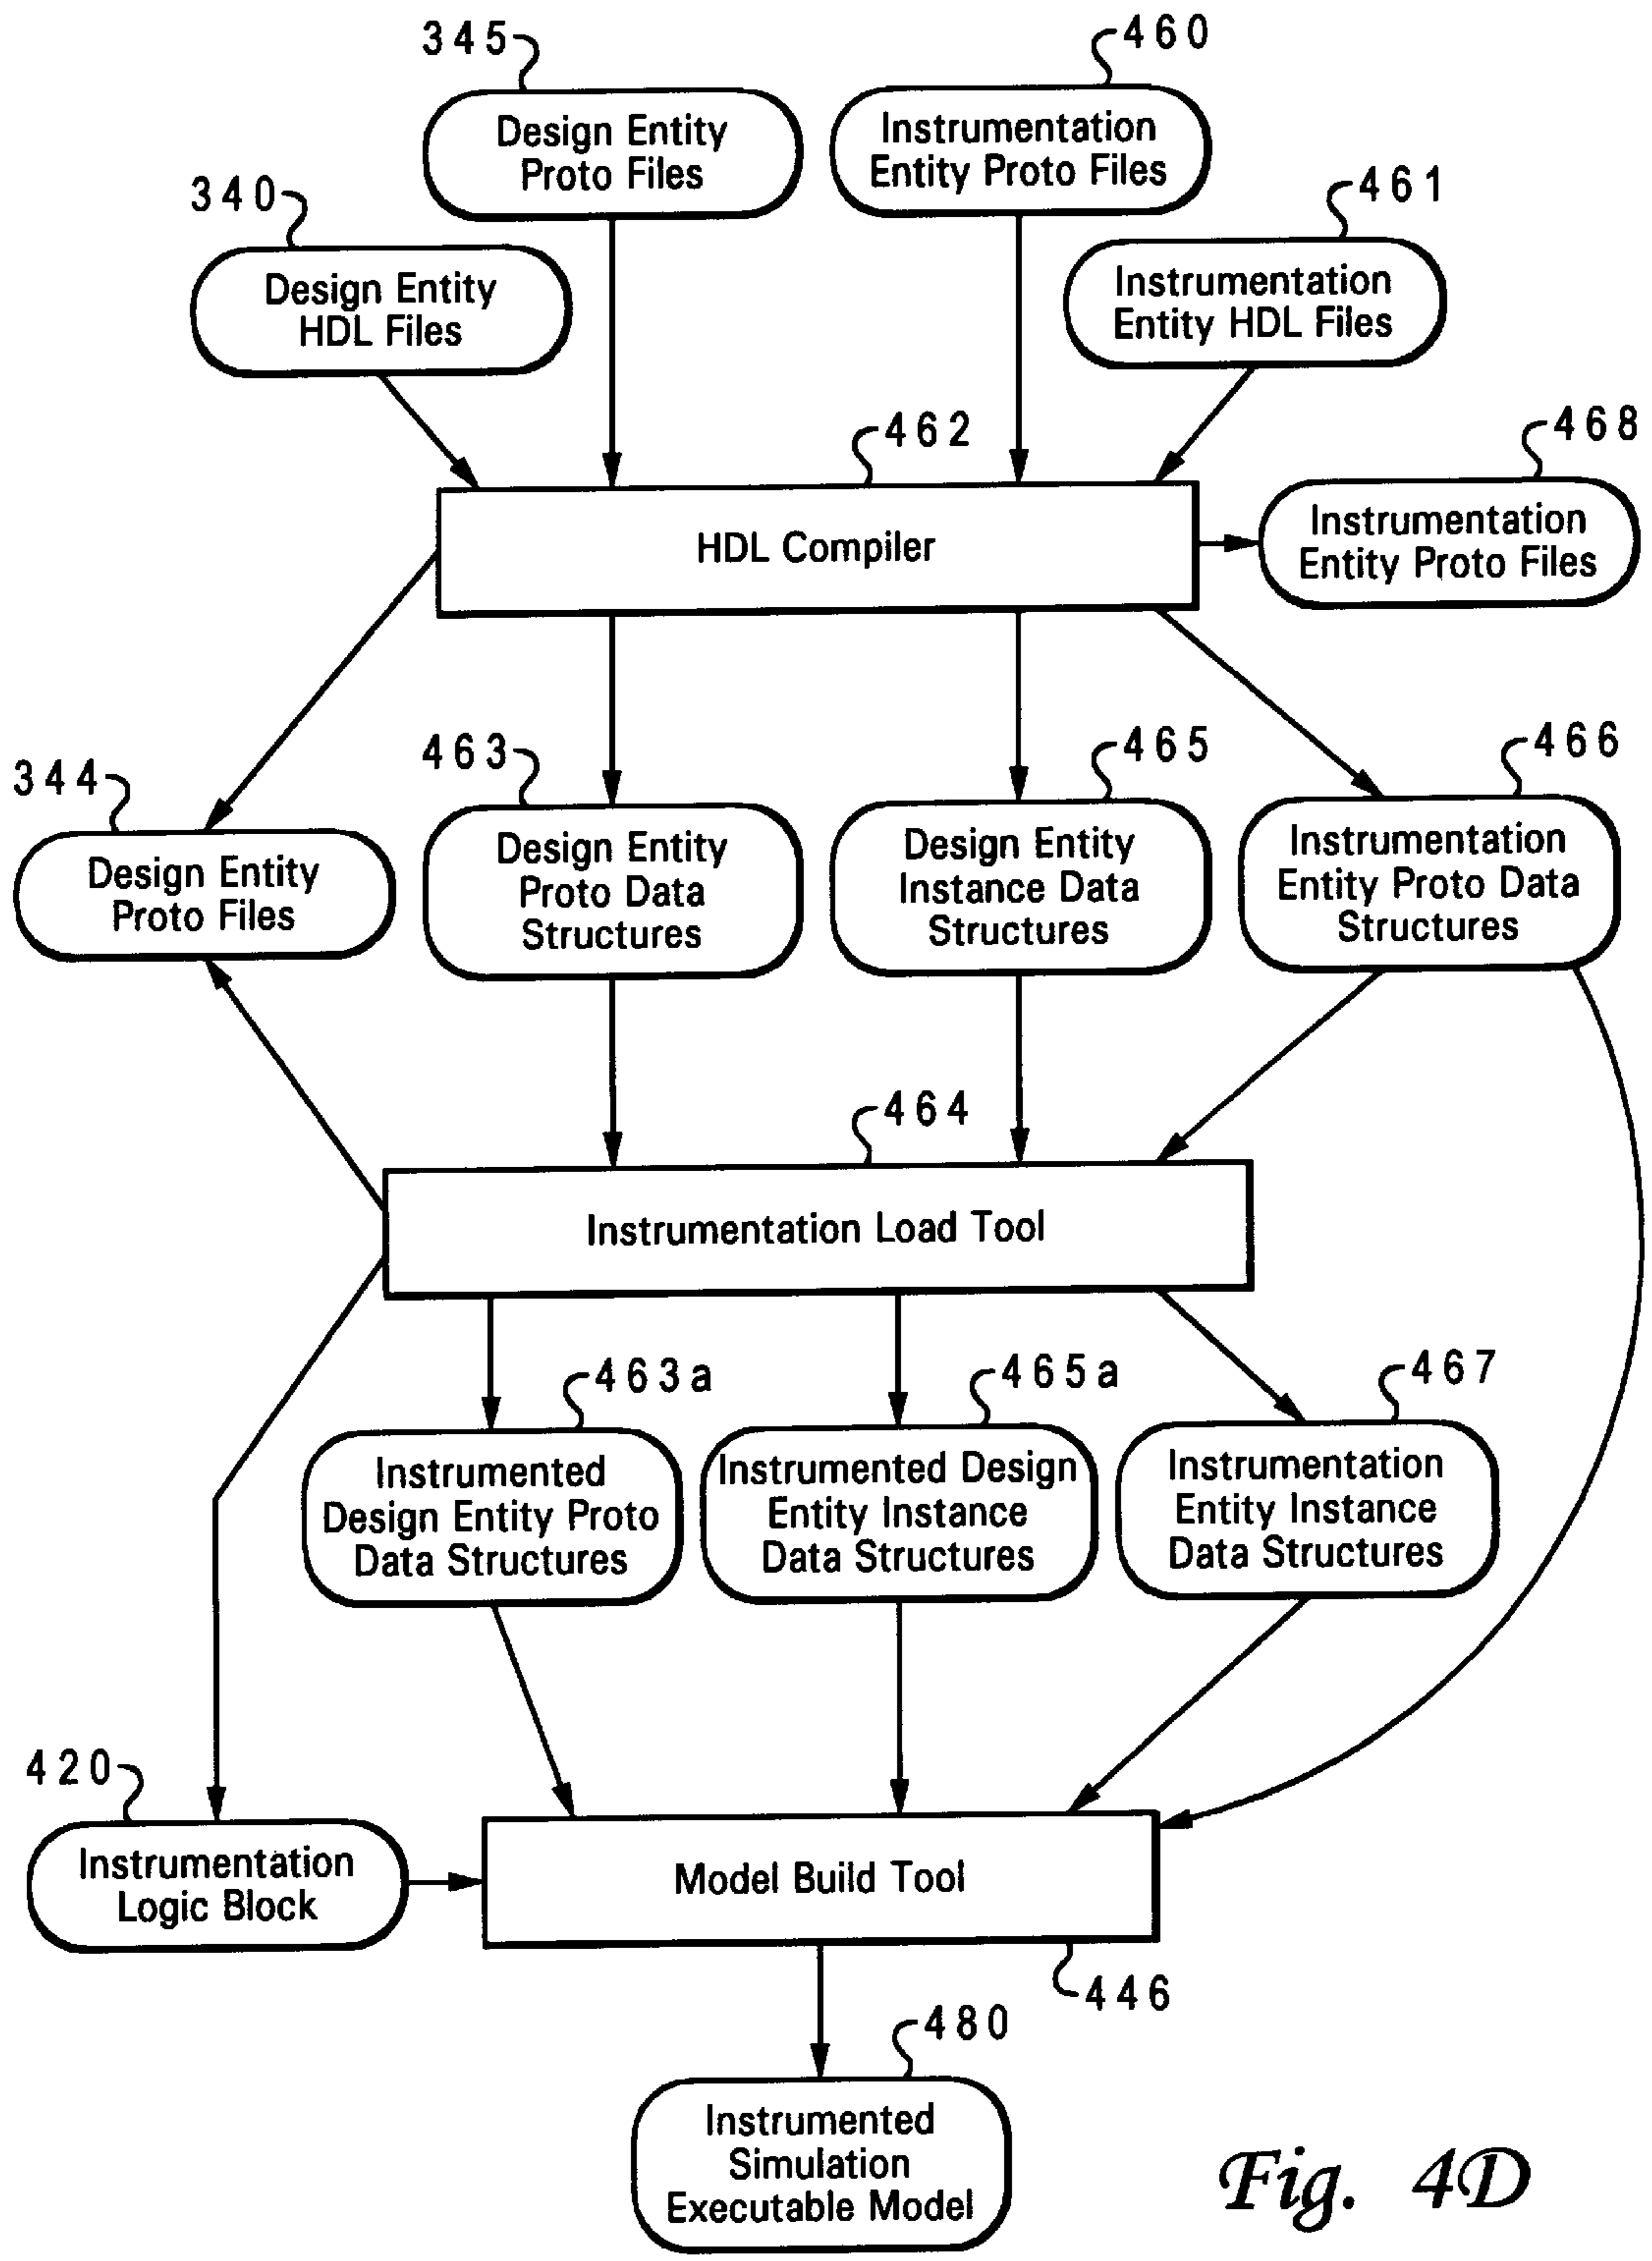 345
460
Design Entity
Proto Files
Instrumentation
Entity Proto Files
340
461
Design Entity
HDL Files
Instrumentation
Entity HDL Files
462
468
HDL Compiler
Instrumentation
Entity Proto Files
463
465
466
344
Design Entity
Proto Files
Design Entity
Proto Data
Structures
Design Entity
Instance Data
Structures
Instrumentation
Entity Proto Data
Structures
464
Instrumentation Load Tool
463a
465a
467
Instrumented
Design Entity Proto
Data Structures
Instrumented Design
Entity Instance
Data Structures
Instrumentation
Entity Instance
Data Structures
420
Instrumentation
Logic Block
Model Build Tool
446
480
Instrumented
Simulation
Executable Model
Fig. 4D